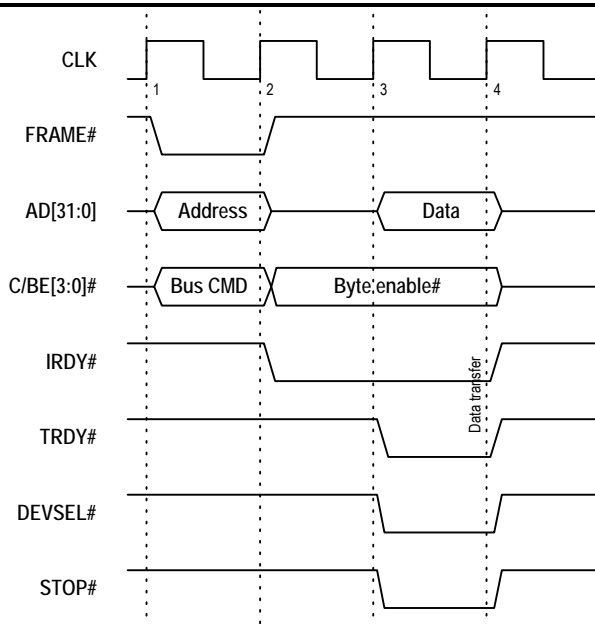 CLK
1 2 3 4
FRAME#
AD[31:0] Address Data
C/BE[3:0]# Bus CMD Byte enable#
IRDY#
Data transfer
TRDY#
DEVSEL#
STOP#